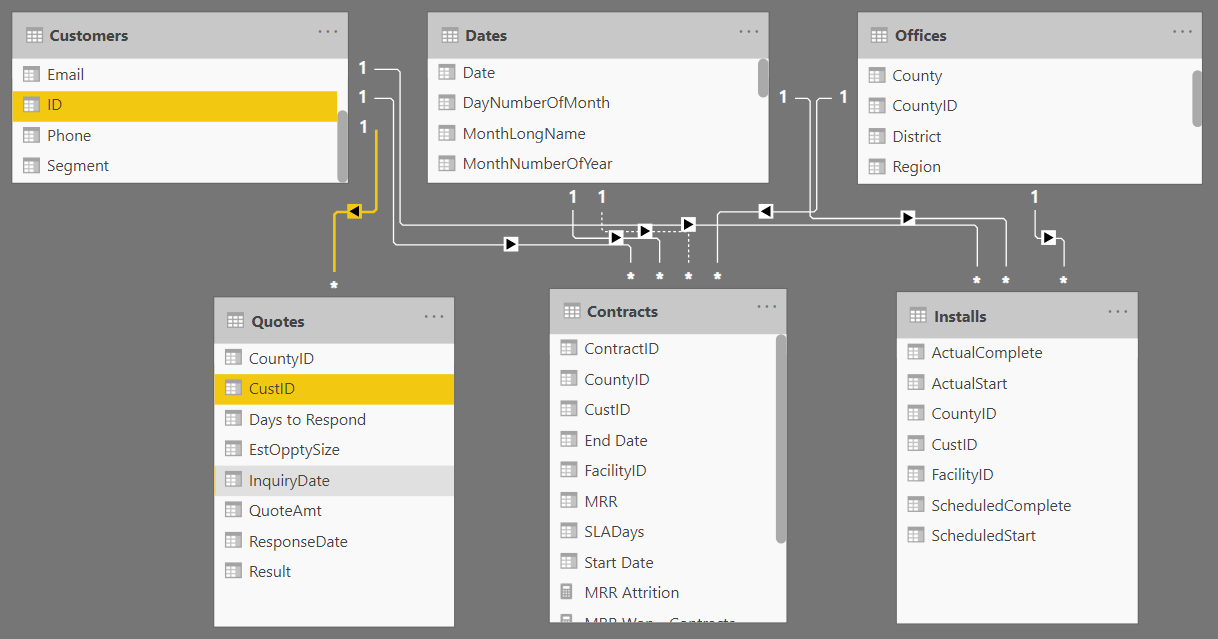 Customers
Email
ID
Phone
Segment
Dates
Date
DayNumberOfMonth
MonthLongName
MonthNumberOfYear
Offices
County
CountyID
District
Region
1
1
1
1
1
1
1
1
*
*
*
*
*
*
*
*
Quotes
CountyID
CustID
Days to Respond
EstOpptySize
InquiryDate
QuoteAmt
ResponseDate
Result
Contracts
ContractID
CountyID
CustID
End Date
FacilityID
MRR
SLADays
Start Date
MRR Attrition
Installs
ActualComplete
ActualStart
CountyID
CustID
FacilityID
ScheduledComplete
ScheduledStart